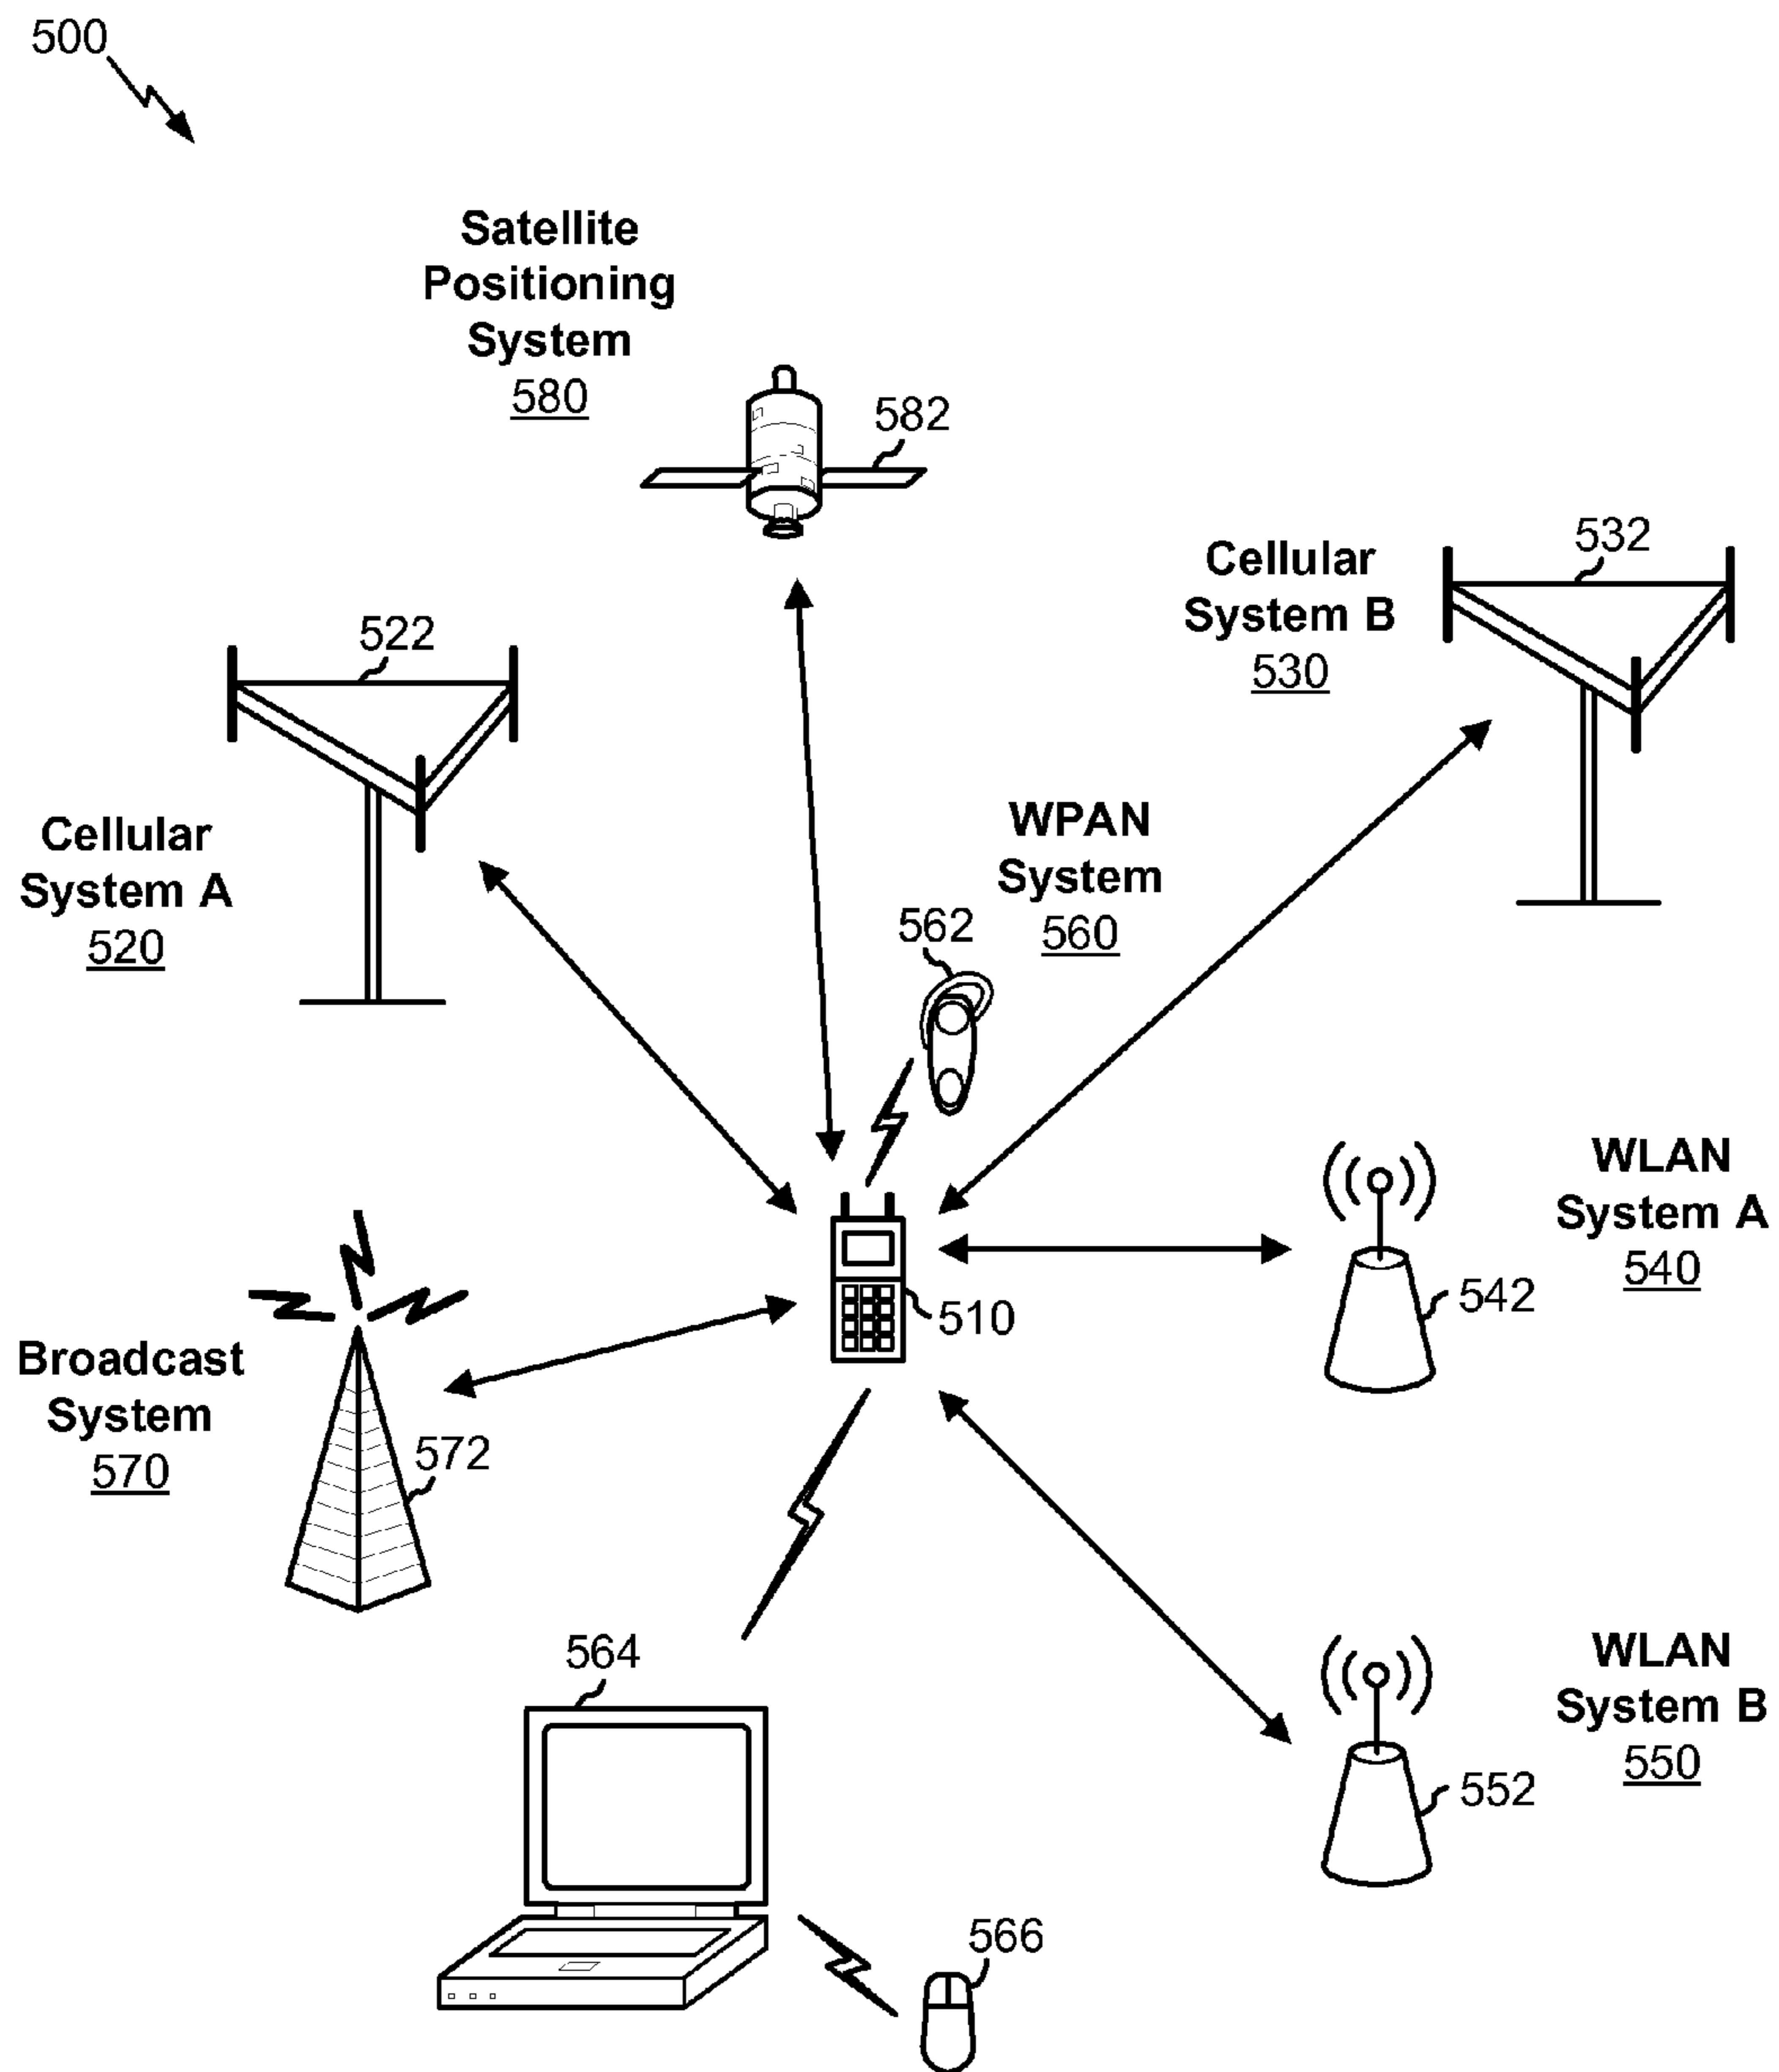 500
Satellite
Positioning
System
580
582
Cellular
System B
530
532
522
Cellular
System A
520
WPAN
System
560
562
WLAN
System A
540
542
510
Broadcast
System
570
572
564
WLAN
System B
550
552
566